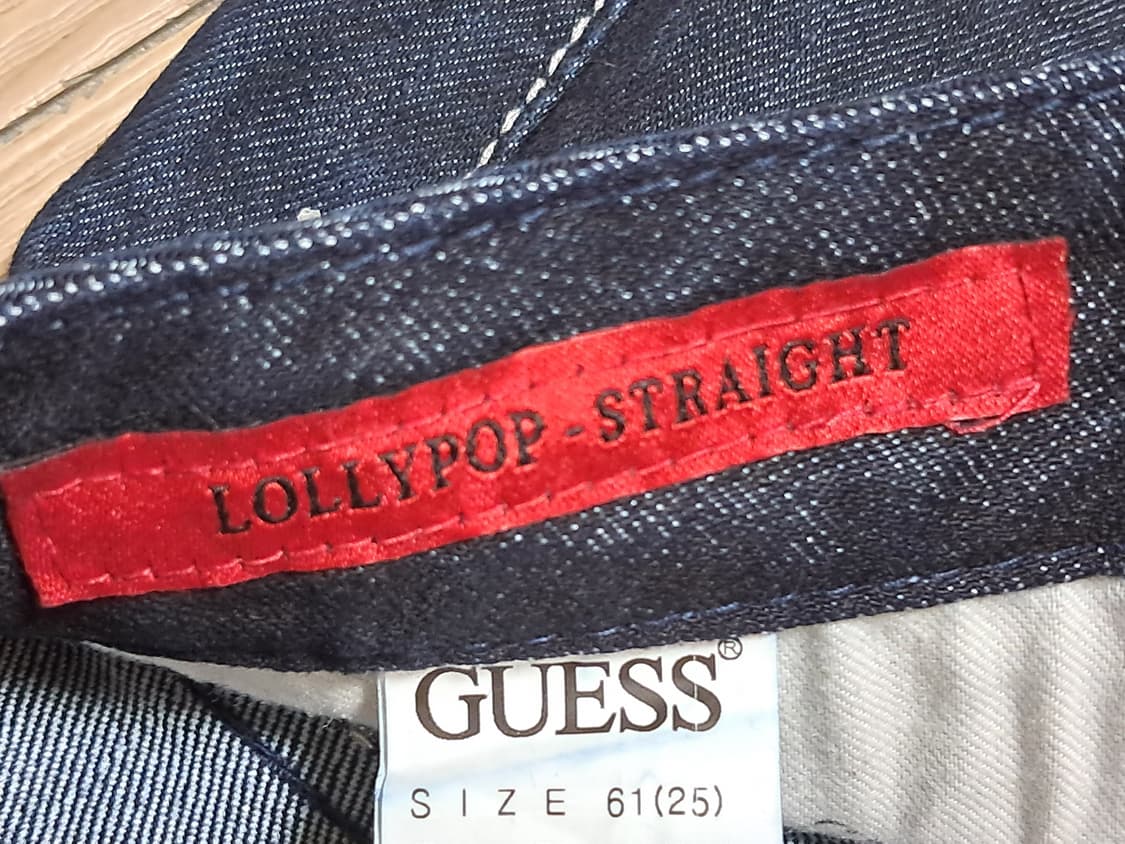 LOLLYPOP - STRAIGHT
GUESS®
SIZE 61(25)